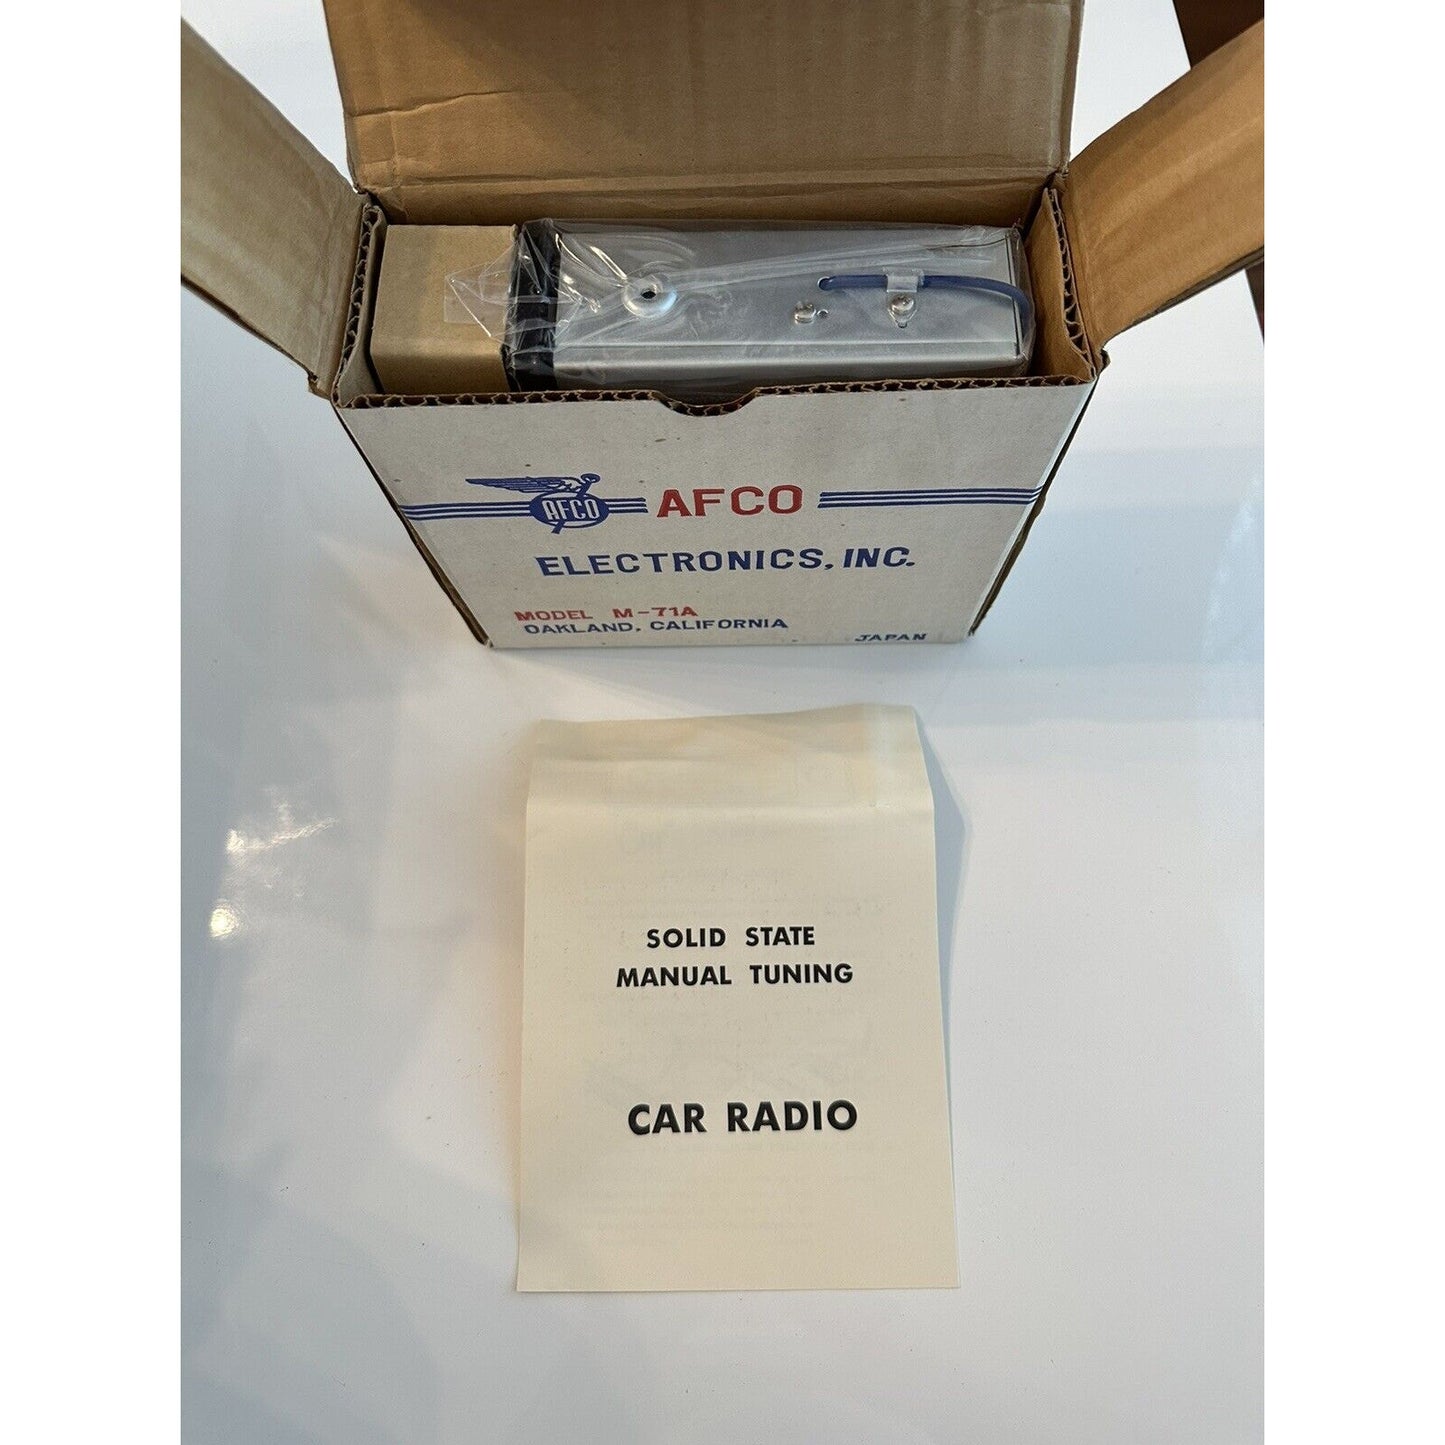 AFCO AFCO
ELECTRONICS, INC.
MODEL M-71A
OAKLAND, CALIFORNIA
JAPAN
SOLID STATE
MANUAL TUNING
CAR RADIO